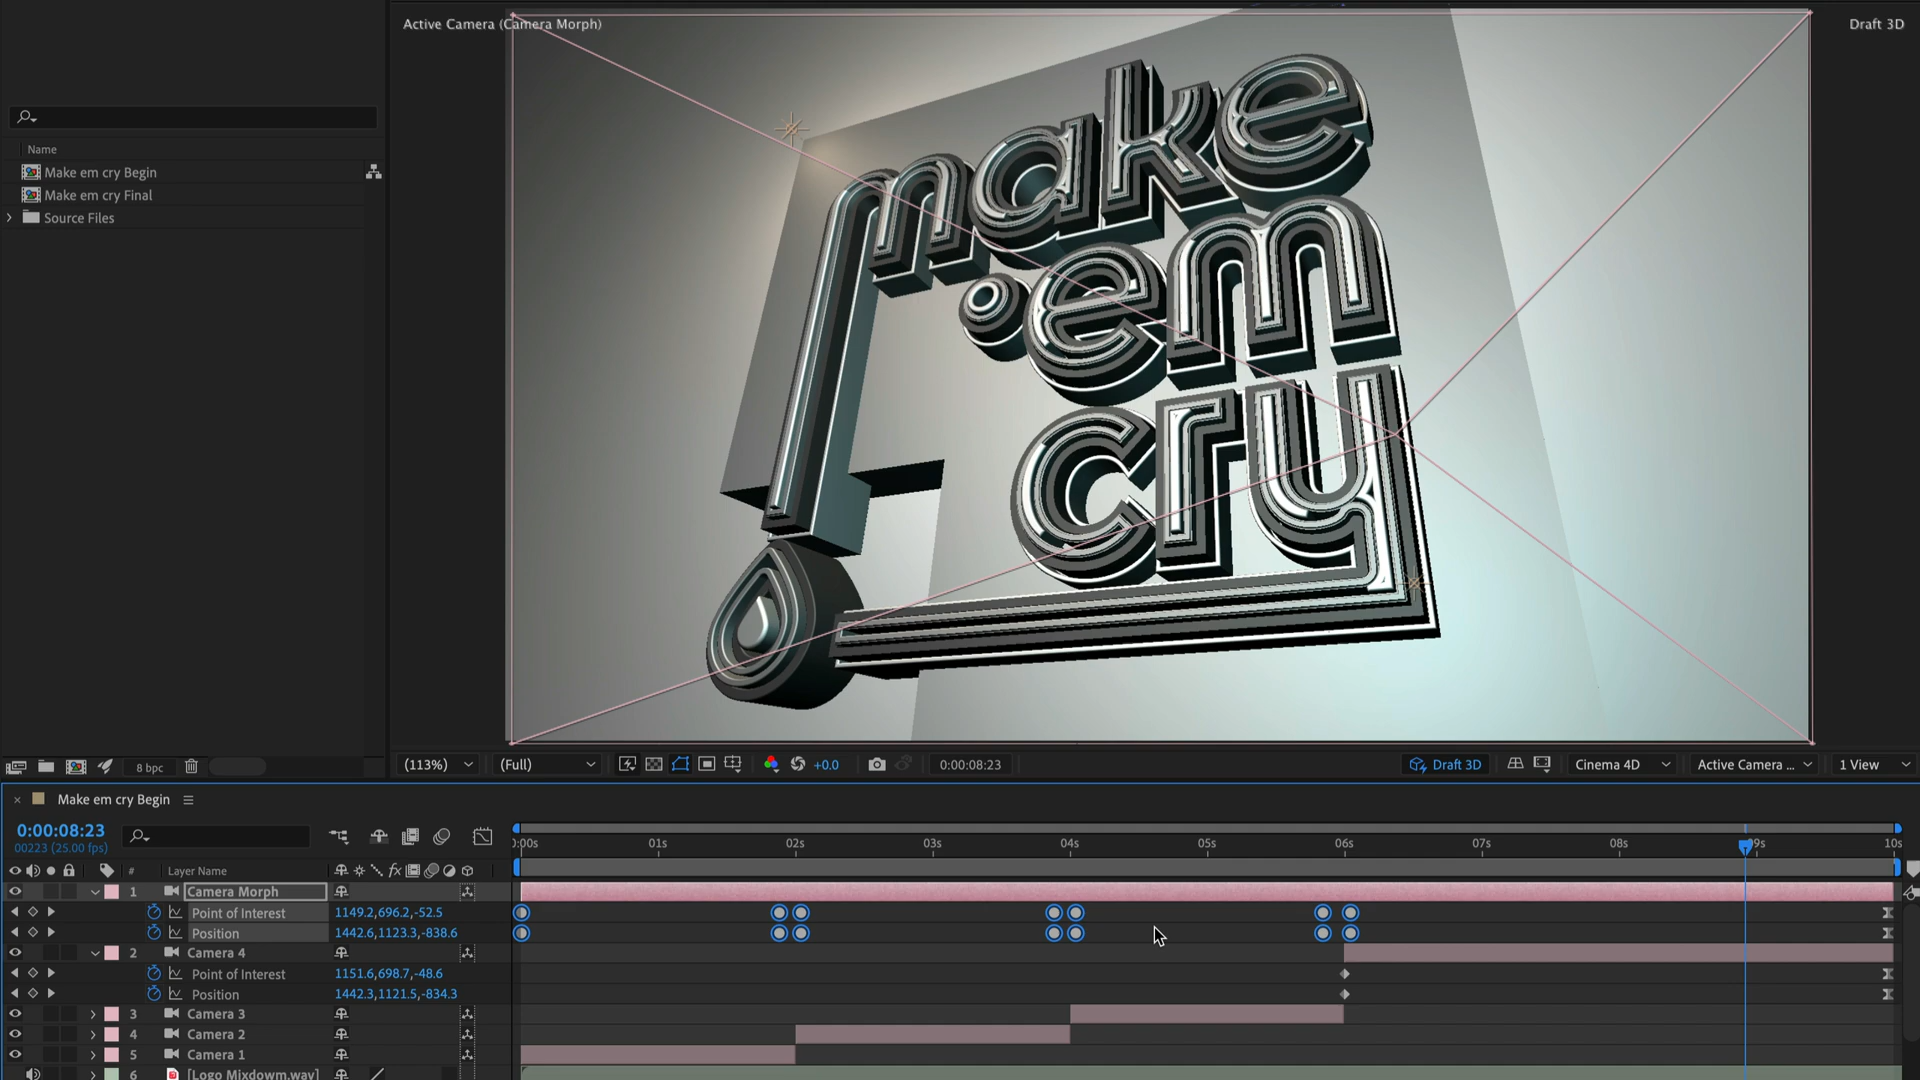 Active Camera (Camera Morph)
Draft 3D
make
em
cry
Name
Make em cry Begin
Make em cry Final
Source Files
8 bpc
(113%)
(Full)
+0.0
0:00:08:23
Draft 3D
Cinema 4D
Active Camera ...
1 View
Make em cry Begin
0:00:08:23
00223 (25.00 fps)
0:00s 01s 02s 03s 04s 05s 06s 07s 08s 09s 10s
# Layer Name fx
1 Camera Morph
Point of Interest 1149.2,696.2,-52.5
Position 1442.6,1123.3,-838.6
2 Camera 4
Point of Interest 1151.6,698.7,-48.6
Position 1442.3,1121.5,-834.3
3 Camera 3
4 Camera 2
5 Camera 1
6 [Logo Mixdowm.wav]